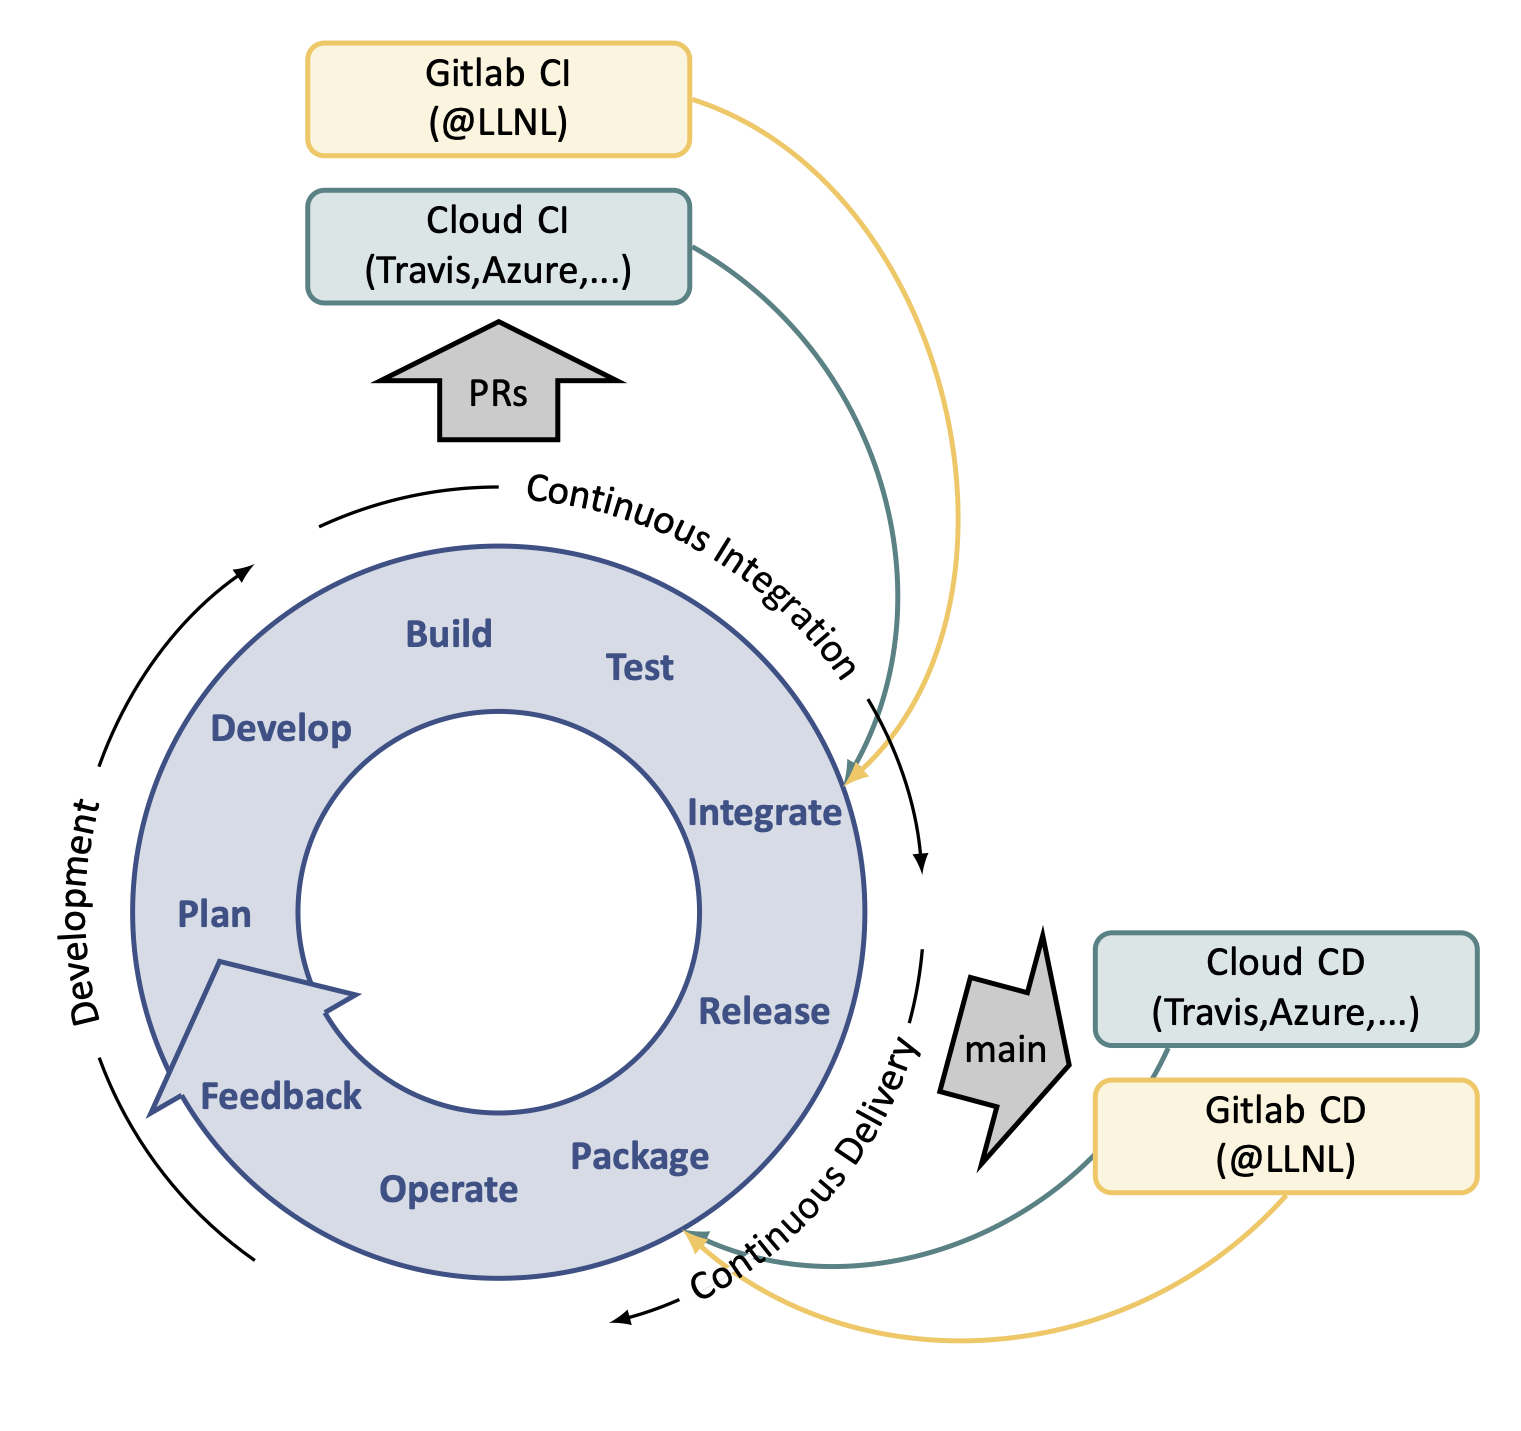 Gitlab CI
(@LLNL)
Cloud CI
(Travis,Azure,...)
PRs
Continuous Integration
Build
Test
Develop
Integrate
Development
Plan
Release
Feedback
Package
Operate
Continuous Delivery
main
Cloud CD
(Travis,Azure,...)
Gitlab CD
(@LLNL)